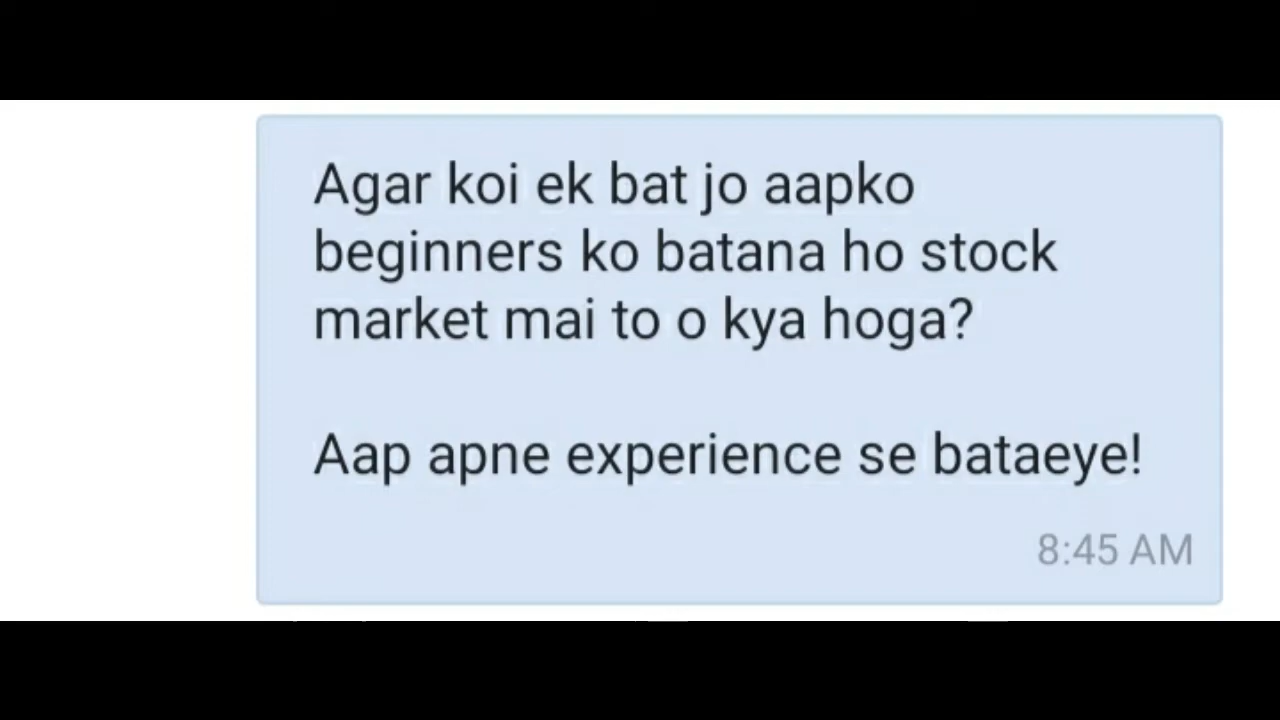 Agar koi ek bat jo aapko
beginners ko batana ho stock
market mai to o kya hoga?
Aap apne experience se bataeye!
8:45 AM